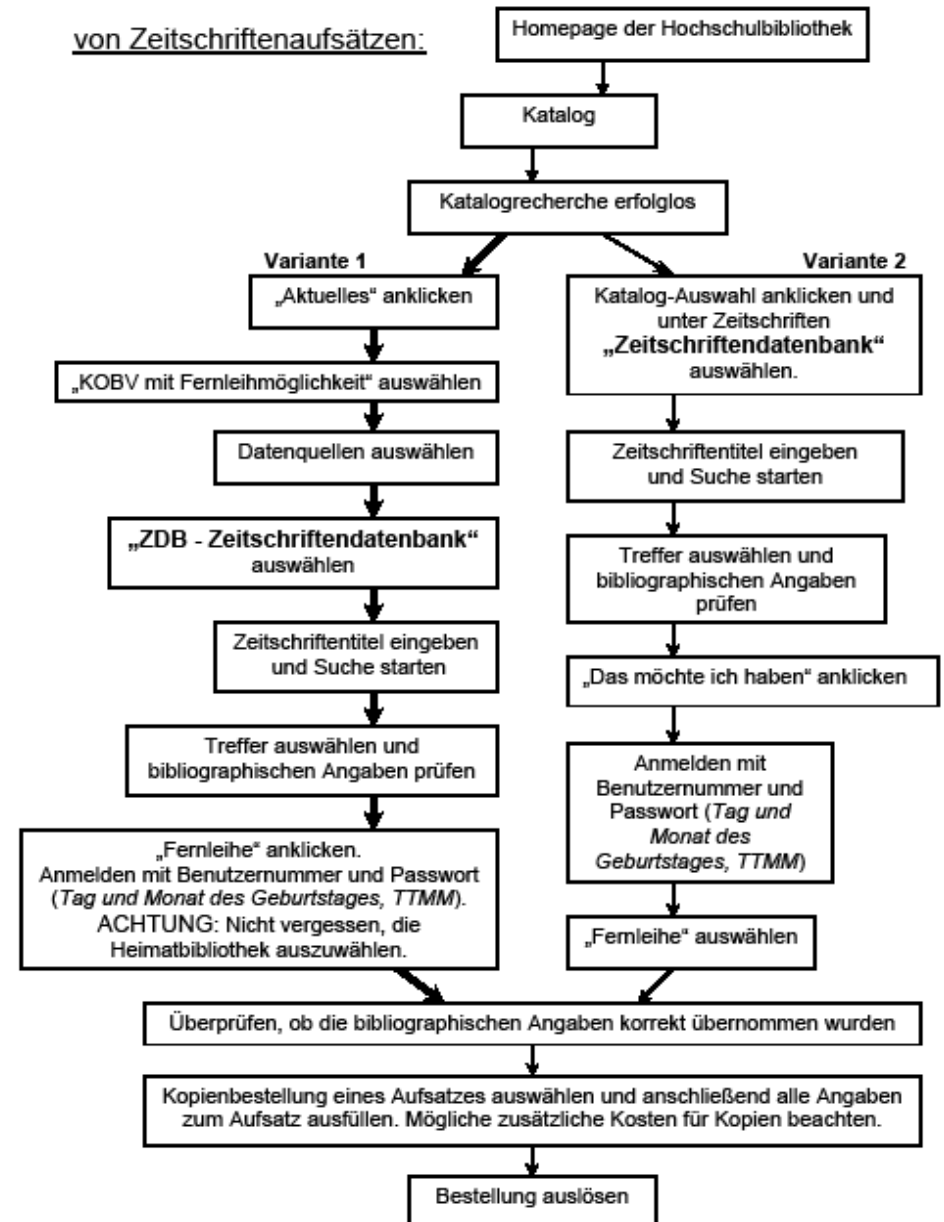 von Zeitschriftenaufsätzen:
Homepage der Hochschulbibliothek
Katalog
Katalogrecherche erfolglos
Variante 1
„Aktuelles“ anklicken
„KOBV mit Fernleihmöglichkeit“ auswählen
Datenquellen auswählen
„ZDB - Zeitschriftendatenbank“
auswählen
Zeitschriftentitel eingeben
und Suche starten
Treffer auswählen und
bibliographischen Angaben prüfen
„Fernleihe“ anklicken.
Anmelden mit Benutzernummer und Passwort
(Tag und Monat des Geburtstages, TTMM).
ACHTUNG: Nicht vergessen, die
Heimatbibliothek auszuwählen.
Variante 2
Katalog-Auswahl anklicken und
unter Zeitschriften
„Zeitschriftendatenbank“
auswählen.
Zeitschriftentitel eingeben
und Suche starten
Treffer auswählen und
bibliographischen Angaben
prüfen
„Das möchte ich haben“ anklicken
Anmelden mit
Benutzernummer und
Passwort (Tag und
Monat des
Geburtstages, TTMM)
„Fernleihe“ auswählen
Überprüfen, ob die bibliographischen Angaben korrekt übernommen wurden
Kopienbestellung eines Aufsatzes auswählen und anschließend alle Angaben
zum Aufsatz ausfüllen. Mögliche zusätzliche Kosten für Kopien beachten.
Bestellung auslösen